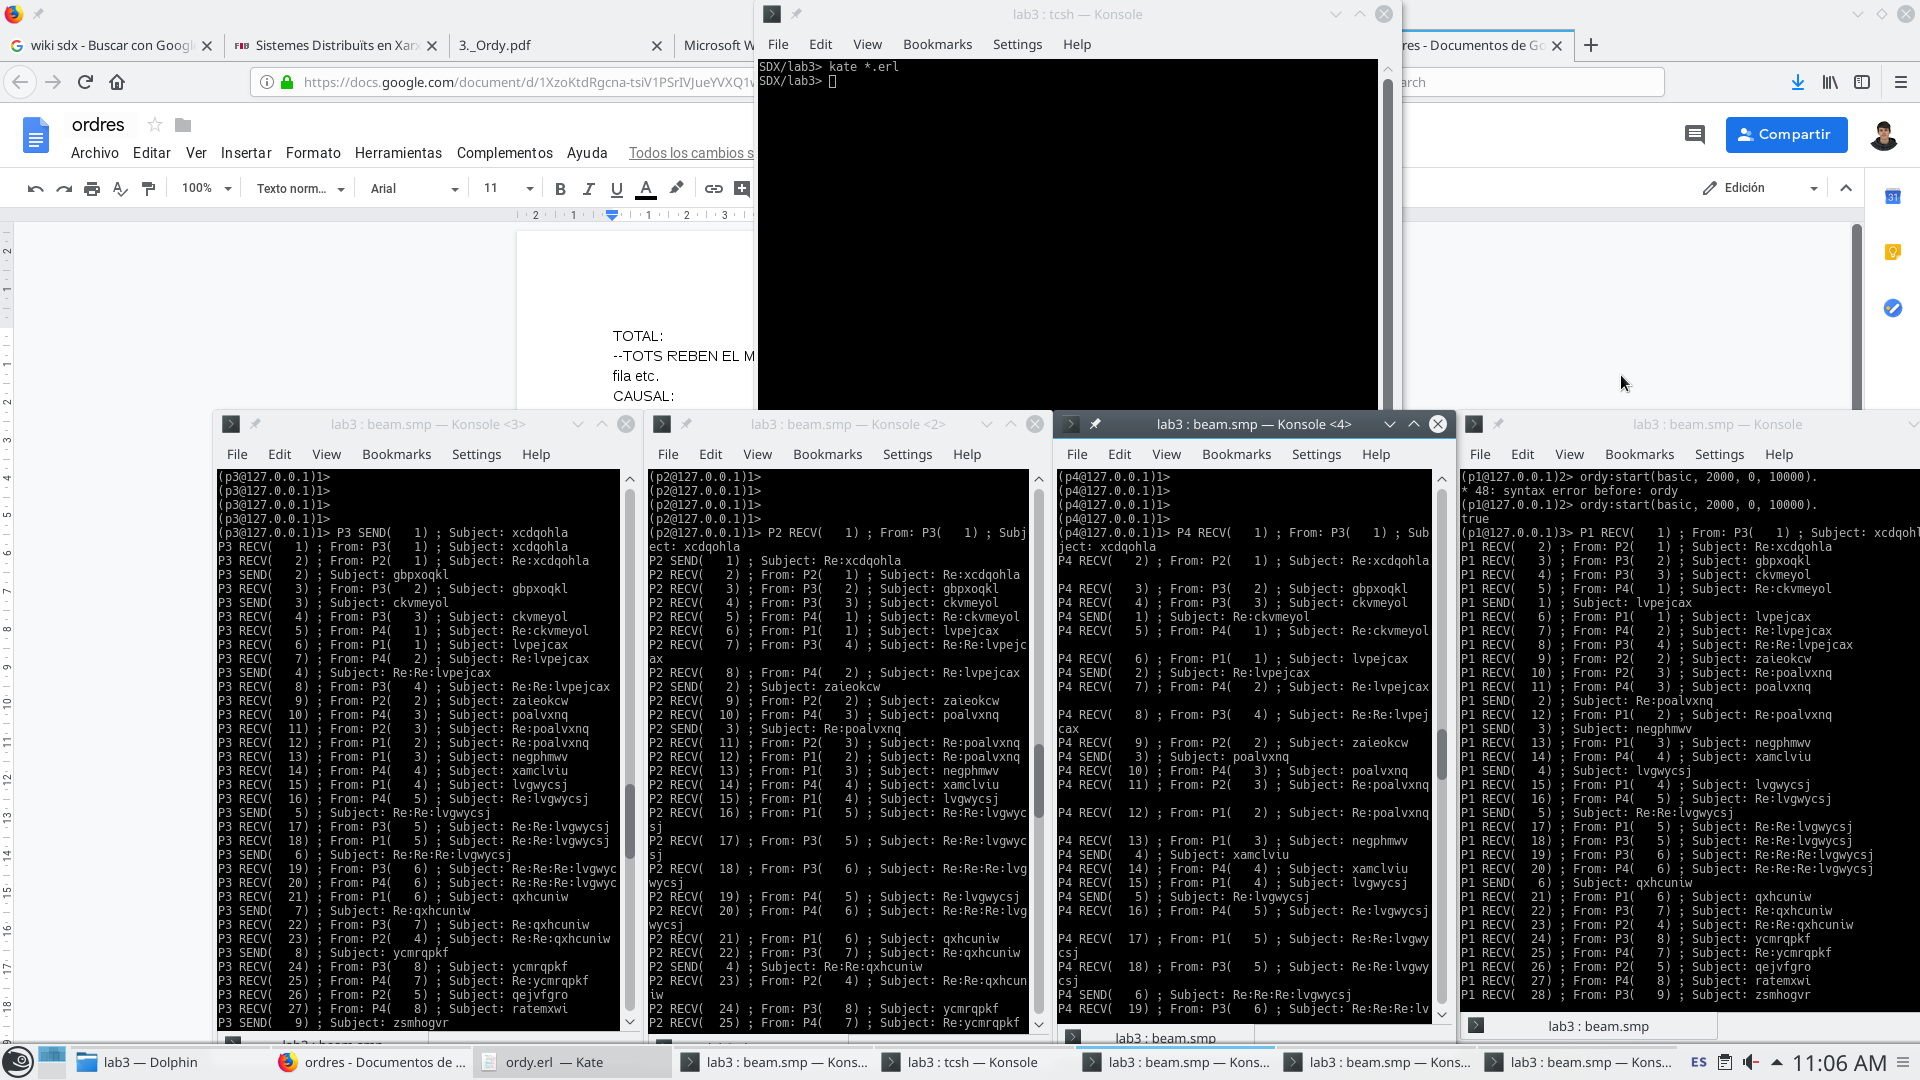 wiki sdx - Buscar con Googl
Sistemes Distribuïts en Xar
3._Ordy.pdf
Microsoft W
res - Documentos de Go
https://docs.google.com/document/d/1XzoKtdRgcna-tsiV1PSrIVJueYVXQ1
arch
ordres
Archivo Editar Ver Insertar Formato Herramientas Complementos Ayuda Todos los cambios s
Compartir
100% Texto norm... Arial 11 B I U A
Edición
TOTAL:
--TOTS REBEN EL M
fila etc.
CAUSAL:
lab3 : tcsh — Konsole
File Edit View Bookmarks Settings Help
SDX/lab3> kate *.erl
SDX/lab3>
lab3 : beam.smp — Konsole <3>
File Edit View Bookmarks Settings Help
(p3@127.0.0.1)1>
(p3@127.0.0.1)1>
(p3@127.0.0.1)1>
(p3@127.0.0.1)1>
(p3@127.0.0.1)1> P3 SEND(   1) ; Subject: xcdqohla
P3 RECV(   1) ; From: P3(   1) ; Subject: xcdqohla
P3 RECV(   2) ; From: P2(   1) ; Subject: Re:xcdqohla
P3 SEND(   2) ; Subject: gbpxoqkl
P3 RECV(   3) ; From: P3(   2) ; Subject: gbpxoqkl
P3 SEND(   3) ; Subject: ckvmeyol
P3 RECV(   4) ; From: P3(   3) ; Subject: ckvmeyol
P3 RECV(   5) ; From: P4(   1) ; Subject: Re:ckvmeyol
P3 RECV(   6) ; From: P1(   1) ; Subject: lvpejcax
P3 RECV(   7) ; From: P4(   2) ; Subject: Re:lvpejcax
P3 SEND(   4) ; Subject: Re:Re:lvpejcax
P3 RECV(   8) ; From: P3(   4) ; Subject: Re:Re:lvpejcax
P3 RECV(   9) ; From: P2(   2) ; Subject: zaieokcw
P3 RECV(  10) ; From: P4(   3) ; Subject: poalvxnq
P3 RECV(  11) ; From: P2(   3) ; Subject: Re:poalvxnq
P3 RECV(  12) ; From: P1(   2) ; Subject: Re:poalvxnq
P3 RECV(  13) ; From: P1(   3) ; Subject: negphmwv
P3 RECV(  14) ; From: P4(   4) ; Subject: xamclviu
P3 RECV(  15) ; From: P1(   4) ; Subject: lvgwycsj
P3 RECV(  16) ; From: P4(   5) ; Subject: Re:lvgwycsj
P3 SEND(   5) ; Subject: Re:Re:lvgwycsj
P3 RECV(  17) ; From: P3(   5) ; Subject: Re:Re:lvgwycsj
P3 RECV(  18) ; From: P1(   5) ; Subject: Re:Re:lvgwycsj
P3 SEND(   6) ; Subject: Re:Re:Re:lvgwycsj
P3 RECV(  19) ; From: P3(   6) ; Subject: Re:Re:Re:lvgwyc
P3 RECV(  20) ; From: P4(   6) ; Subject: Re:Re:Re:lvgwyc
P3 RECV(  21) ; From: P1(   6) ; Subject: qxhcuniw
P3 SEND(   7) ; Subject: Re:qxhcuniw
P3 RECV(  22) ; From: P3(   7) ; Subject: Re:qxhcuniw
P3 RECV(  23) ; From: P2(   4) ; Subject: Re:Re:qxhcuniw
P3 SEND(   8) ; Subject: ycmrqpkf
P3 RECV(  24) ; From: P3(   8) ; Subject: ycmrqpkf
P3 RECV(  25) ; From: P4(   7) ; Subject: Re:ycmrqpkf
P3 RECV(  26) ; From: P2(   5) ; Subject: qejvfgro
P3 RECV(  27) ; From: P4(   8) ; Subject: ratemxwi
P3 SEND(   9) ; Subject: zsmhogvr
lab3 : beam.smp — Konsole <2>
File Edit View Bookmarks Settings Help
(p2@127.0.0.1)1>
(p2@127.0.0.1)1>
(p2@127.0.0.1)1>
(p2@127.0.0.1)1>
(p2@127.0.0.1)1> P2 RECV(   1) ; From: P3(   1) ; Subj
ect: xcdqohla
P2 SEND(   1) ; Subject: Re:xcdqohla
P2 RECV(   2) ; From: P2(   1) ; Subject: Re:xcdqohla
P2 RECV(   3) ; From: P3(   2) ; Subject: gbpxoqkl
P2 RECV(   4) ; From: P3(   3) ; Subject: ckvmeyol
P2 RECV(   5) ; From: P4(   1) ; Subject: Re:ckvmeyol
P2 RECV(   6) ; From: P1(   1) ; Subject: lvpejcax
P2 RECV(   7) ; From: P3(   4) ; Subject: Re:Re:lvpejc
ax
P2 RECV(   8) ; From: P4(   2) ; Subject: Re:lvpejcax
P2 SEND(   2) ; Subject: zaieokcw
P2 RECV(   9) ; From: P2(   2) ; Subject: zaieokcw
P2 RECV(  10) ; From: P4(   3) ; Subject: poalvxnq
P2 SEND(   3) ; Subject: Re:poalvxnq
P2 RECV(  11) ; From: P2(   3) ; Subject: Re:poalvxnq
P2 RECV(  12) ; From: P1(   2) ; Subject: Re:poalvxnq
P2 RECV(  13) ; From: P1(   3) ; Subject: negphmwv
P2 RECV(  14) ; From: P4(   4) ; Subject: xamclviu
P2 RECV(  15) ; From: P1(   4) ; Subject: lvgwycsj
P2 RECV(  16) ; From: P1(   5) ; Subject: Re:Re:lvgwyc
sj
P2 RECV(  17) ; From: P3(   5) ; Subject: Re:Re:lvgwyc
sj
P2 RECV(  18) ; From: P3(   6) ; Subject: Re:Re:Re:lvg
wycsj
P2 RECV(  19) ; From: P4(   5) ; Subject: Re:lvgwycsj
P2 RECV(  20) ; From: P4(   6) ; Subject: Re:Re:Re:lvg
wycsj
P2 RECV(  21) ; From: P1(   6) ; Subject: qxhcuniw
P2 RECV(  22) ; From: P3(   7) ; Subject: Re:qxhcuniw
P2 SEND(   4) ; Subject: Re:Re:qxhcuniw
P2 RECV(  23) ; From: P2(   4) ; Subject: Re:Re:qxhcun
iw
P2 RECV(  24) ; From: P3(   8) ; Subject: ycmrqpkf
P2 RECV(  25) ; From: P4(   7) ; Subject: Re:ycmrqpkf
lab3 : beam.smp — Konsole <4>
File Edit View Bookmarks Settings Help
(p4@127.0.0.1)1>
(p4@127.0.0.1)1>
(p4@127.0.0.1)1>
(p4@127.0.0.1)1>
(p4@127.0.0.1)1> P4 RECV(   1) ; From: P3(   1) ; Sub
ject: xcdqohla
P4 RECV(   2) ; From: P2(   1) ; Subject: Re:xcdqohla
P4 RECV(   3) ; From: P3(   2) ; Subject: gbpxoqkl
P4 RECV(   4) ; From: P3(   3) ; Subject: ckvmeyol
P4 SEND(   1) ; Subject: Re:ckvmeyol
P4 RECV(   5) ; From: P4(   1) ; Subject: Re:ckvmeyol
P4 RECV(   6) ; From: P1(   1) ; Subject: lvpejcax
P4 SEND(   2) ; Subject: Re:lvpejcax
P4 RECV(   7) ; From: P4(   2) ; Subject: Re:lvpejcax
P4 RECV(   8) ; From: P3(   4) ; Subject: Re:Re:lvpej
cax
P4 RECV(   9) ; From: P2(   2) ; Subject: zaieokcw
P4 SEND(   3) ; Subject: poalvxnq
P4 RECV(  10) ; From: P4(   3) ; Subject: poalvxnq
P4 RECV(  11) ; From: P2(   3) ; Subject: Re:poalvxnq
P4 RECV(  12) ; From: P1(   2) ; Subject: Re:poalvxnq
P4 RECV(  13) ; From: P1(   3) ; Subject: negphmwv
P4 SEND(   4) ; Subject: xamclviu
P4 RECV(  14) ; From: P4(   4) ; Subject: xamclviu
P4 RECV(  15) ; From: P1(   4) ; Subject: lvgwycsj
P4 SEND(   5) ; Subject: Re:lvgwycsj
P4 RECV(  16) ; From: P4(   5) ; Subject: Re:lvgwycsj
P4 RECV(  17) ; From: P1(   5) ; Subject: Re:Re:lvgwy
csj
P4 RECV(  18) ; From: P3(   5) ; Subject: Re:Re:lvgwy
csj
P4 SEND(   6) ; Subject: Re:Re:Re:lvgwycsj
P4 RECV(  19) ; From: P3(   6) ; Subject: Re:Re:Re:lv
lab3 : beam.smp
lab3 : beam.smp — Konsole
File Edit View Bookmarks Settings Help
(p1@127.0.0.1)2> ordy:start(basic, 2000, 0, 10000).
* 48: syntax error before: ordy
(p1@127.0.0.1)2> ordy:start(basic, 2000, 0, 10000).
true
(p1@127.0.0.1)3> P1 RECV(   1) ; From: P3(   1) ; Subject: xcdqohl
P1 RECV(   2) ; From: P2(   1) ; Subject: Re:xcdqohla
P1 RECV(   3) ; From: P3(   2) ; Subject: gbpxoqkl
P1 RECV(   4) ; From: P3(   3) ; Subject: ckvmeyol
P1 RECV(   5) ; From: P4(   1) ; Subject: Re:ckvmeyol
P1 SEND(   1) ; Subject: lvpejcax
P1 RECV(   6) ; From: P1(   1) ; Subject: lvpejcax
P1 RECV(   7) ; From: P4(   2) ; Subject: Re:lvpejcax
P1 RECV(   8) ; From: P3(   4) ; Subject: Re:Re:lvpejcax
P1 RECV(   9) ; From: P2(   2) ; Subject: zaieokcw
P1 RECV(  10) ; From: P2(   3) ; Subject: Re:poalvxnq
P1 RECV(  11) ; From: P4(   3) ; Subject: poalvxnq
P1 SEND(   2) ; Subject: Re:poalvxnq
P1 RECV(  12) ; From: P1(   2) ; Subject: Re:poalvxnq
P1 SEND(   3) ; Subject: negphmwv
P1 RECV(  13) ; From: P1(   3) ; Subject: negphmwv
P1 RECV(  14) ; From: P4(   4) ; Subject: xamclviu
P1 SEND(   4) ; Subject: lvgwycsj
P1 RECV(  15) ; From: P1(   4) ; Subject: lvgwycsj
P1 RECV(  16) ; From: P4(   5) ; Subject: Re:lvgwycsj
P1 SEND(   5) ; Subject: Re:Re:lvgwycsj
P1 RECV(  17) ; From: P1(   5) ; Subject: Re:Re:lvgwycsj
P1 RECV(  18) ; From: P3(   5) ; Subject: Re:Re:lvgwycsj
P1 RECV(  19) ; From: P3(   6) ; Subject: Re:Re:Re:lvgwycsj
P1 RECV(  20) ; From: P4(   6) ; Subject: Re:Re:Re:lvgwycsj
P1 SEND(   6) ; Subject: qxhcuniw
P1 RECV(  21) ; From: P1(   6) ; Subject: qxhcuniw
P1 RECV(  22) ; From: P3(   7) ; Subject: Re:qxhcuniw
P1 RECV(  23) ; From: P2(   4) ; Subject: Re:Re:qxhcuniw
P1 RECV(  24) ; From: P3(   8) ; Subject: ycmrqpkf
P1 RECV(  25) ; From: P4(   7) ; Subject: Re:ycmrqpkf
P1 RECV(  26) ; From: P2(   5) ; Subject: qejvfgro
P1 RECV(  27) ; From: P4(   8) ; Subject: ratemxwi
P1 RECV(  28) ; From: P3(   9) ; Subject: zsmhogvr
lab3 : beam.smp
lab3 — Dolphin
ordres - Documentos de ...
ordy.erl — Kate
lab3 : beam.smp — Kons...
lab3 : tcsh — Konsole
lab3 : beam.smp — Kons...
lab3 : beam.smp — Kons...
lab3 : beam.smp — Kons...
ES
11:06 AM